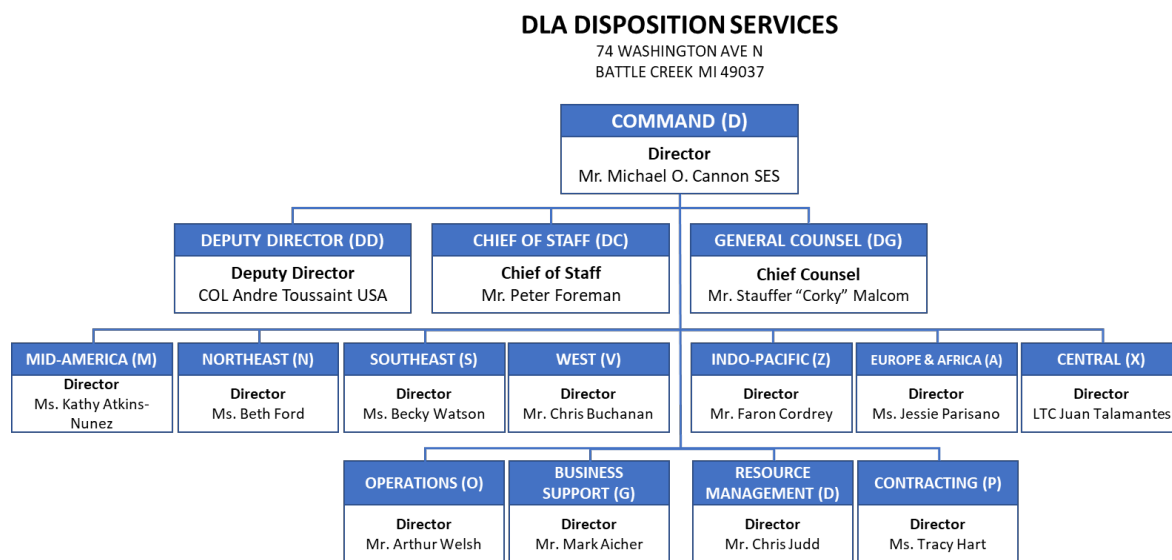 DLA DISPOSITION SERVICES
74 WASHINGTON AVE N
BATTLE CREEK MI 49037
COMMAND (D)
Director
Mr. Michael O. Cannon SES
DEPUTY DIRECTOR (DD)
Deputy Director
COL Andre Toussaint USA
CHIEF OF STAFF (DC)
Chief of Staff
Mr. Peter Foreman
GENERAL COUNSEL (DG)
Chief Counsel
Mr. Stauffer “Corky” Malcom
MID-AMERICA (M)
Director
Ms. Kathy Atkins-
Nunez
NORTHEAST (N)
Director
Ms. Beth Ford
SOUTHEAST (S)
Director
Ms. Becky Watson
WEST (V)
Director
Mr. Chris Buchanan
INDO-PACIFIC (Z)
Director
Mr. Faron Cordrey
EUROPE & AFRICA (A)
Director
Ms. Jessie Parisano
CENTRAL (X)
Director
LTC Juan Talamantes
OPERATIONS (O)
Director
Mr. Arthur Welsh
BUSINESS
SUPPORT (G)
Director
Mr. Mark Aicher
RESOURCE
MANAGEMENT (D)
Director
Mr. Chris Judd
CONTRACTING (P)
Director
Ms. Tracy Hart